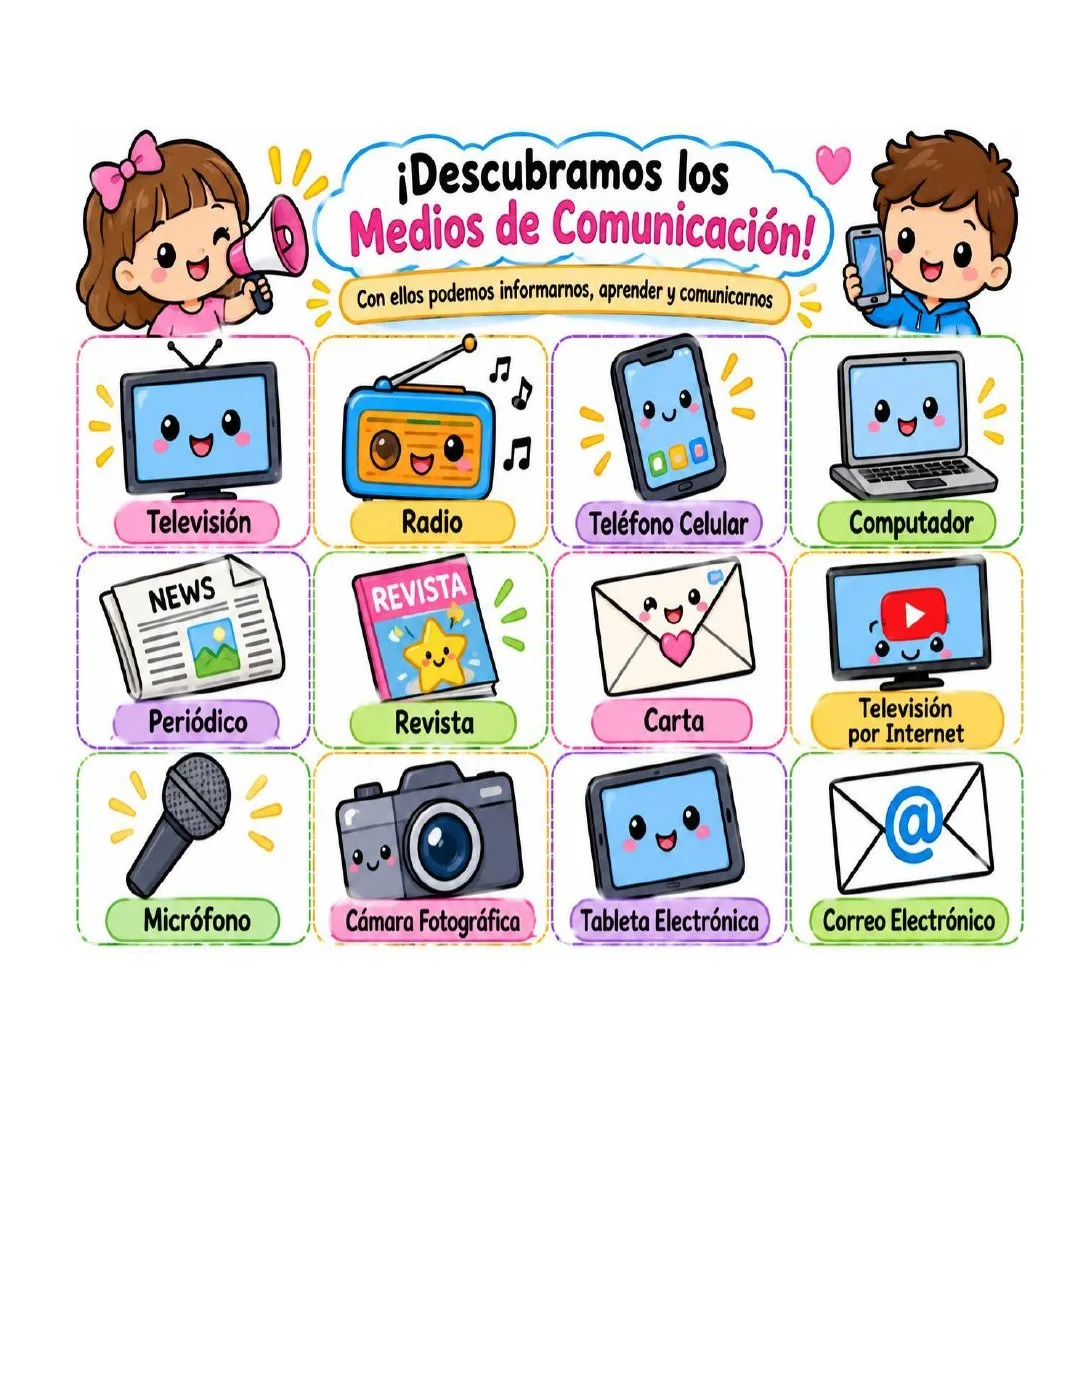 ¡Descubramos los
Medios de Comunicación!
Con ellos podemos informarnos, aprender y comunicarnos
Televisión
Radio
Teléfono Celular
Computador
NEWS
REVISTA
Periódico
Revista
Carta
Televisión
por Internet
@
Micrófono
Cámara Fotográfica
Tableta Electrónica
Correo Electrónico